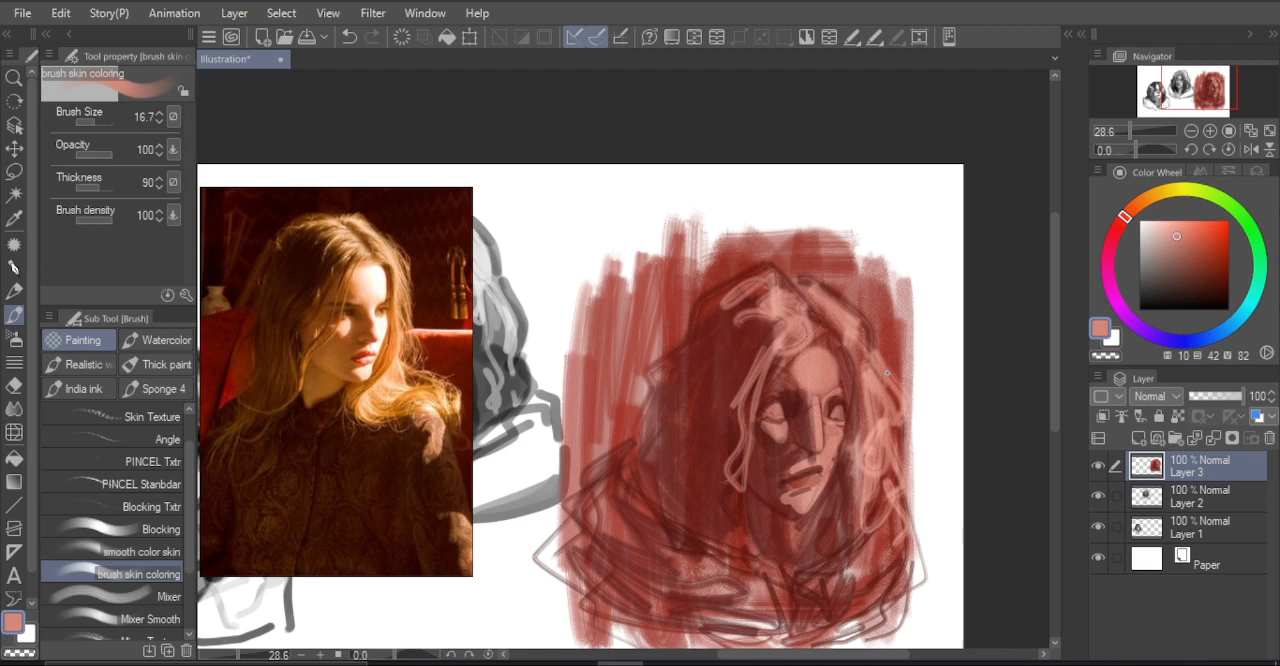 File Edit Story(P) Animation Layer Select View Filter Window Help
Tool property [brush skin co
Illustration*
Navigator
brush skin coloring
Brush Size 16.7
Opacity 100
Thickness 90
Brush density 100
28.6
0.0
Color Wheel
10 42 82
Sub Tool [Brush]
Painting Watercolor
Realistic w Thick paint
India ink Sponge 4
Skin Texture
Angle
PINCEL Txtr
PINCEL Stanbdar
Blocking Txtr
Blocking
smooth color skin
brush skin coloring
Mixer
Mixer Smooth
Layer
Normal 100
100 % Normal
Layer 3
100 % Normal
Layer 2
100 % Normal
Layer 1
Paper
28.6 0.0